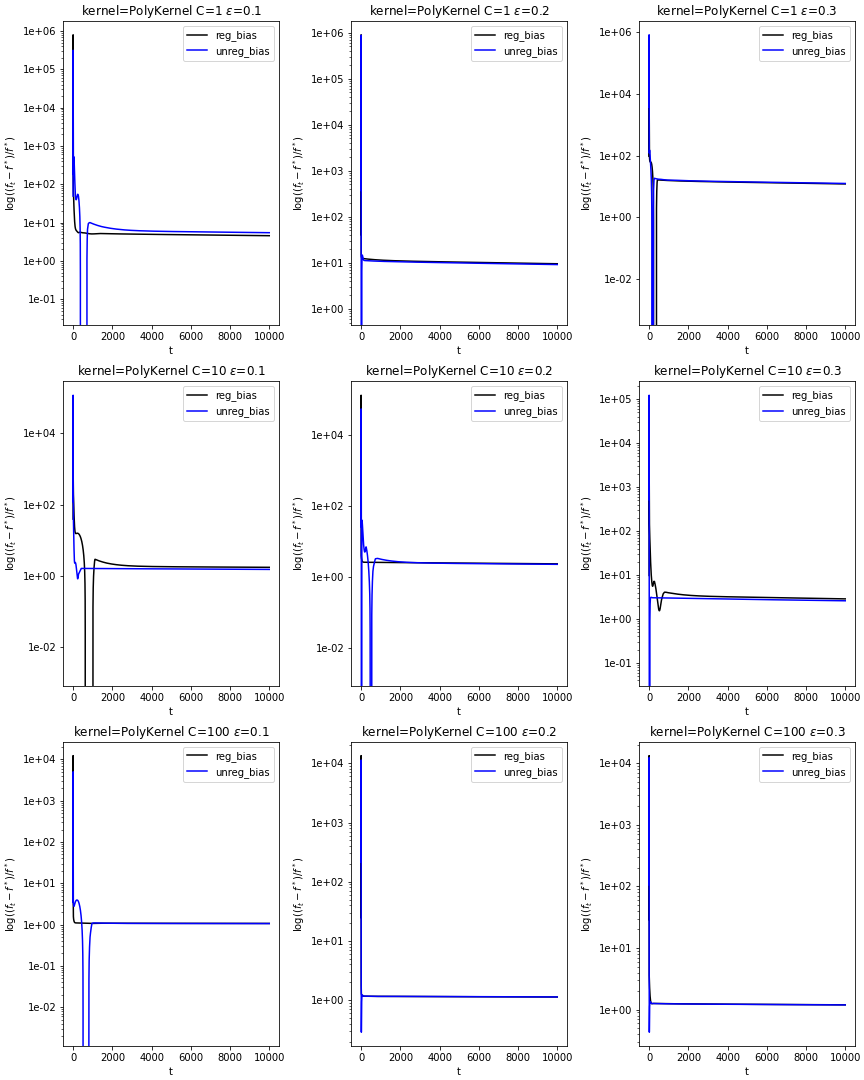 kernel=PolyKernel C=1 ε=0.1
1e+06
1e+05
1e+04
1e+03
1e+02
1e+01
1e+00
1e-01
log((f_t − f*)/f*)
reg_bias
unreg_bias
0 2000 4000 6000 8000 10000
t
kernel=PolyKernel C=1 ε=0.2
1e+06
1e+05
1e+04
1e+03
1e+02
1e+01
1e+00
log((f_t − f*)/f*)
reg_bias
unreg_bias
0 2000 4000 6000 8000 10000
t
kernel=PolyKernel C=1 ε=0.3
1e+06
1e+04
1e+02
1e+00
1e-02
log((f_t − f*)/f*)
reg_bias
unreg_bias
0 2000 4000 6000 8000 10000
t
kernel=PolyKernel C=10 ε=0.1
1e+04
1e+02
1e+00
1e-02
log((f_t − f*)/f*)
reg_bias
unreg_bias
0 2000 4000 6000 8000 10000
t
kernel=PolyKernel C=10 ε=0.2
1e+04
1e+02
1e+00
1e-02
log((f_t − f*)/f*)
reg_bias
unreg_bias
0 2000 4000 6000 8000 10000
t
kernel=PolyKernel C=10 ε=0.3
1e+05
1e+04
1e+03
1e+02
1e+01
1e+00
1e-01
log((f_t − f*)/f*)
reg_bias
unreg_bias
0 2000 4000 6000 8000 10000
t
kernel=PolyKernel C=100 ε=0.1
1e+04
1e+03
1e+02
1e+01
1e+00
1e-01
1e-02
log((f_t − f*)/f*)
reg_bias
unreg_bias
0 2000 4000 6000 8000 10000
t
kernel=PolyKernel C=100 ε=0.2
1e+04
1e+03
1e+02
1e+01
1e+00
log((f_t − f*)/f*)
reg_bias
unreg_bias
0 2000 4000 6000 8000 10000
t
kernel=PolyKernel C=100 ε=0.3
1e+04
1e+03
1e+02
1e+01
1e+00
log((f_t − f*)/f*)
reg_bias
unreg_bias
0 2000 4000 6000 8000 10000
t